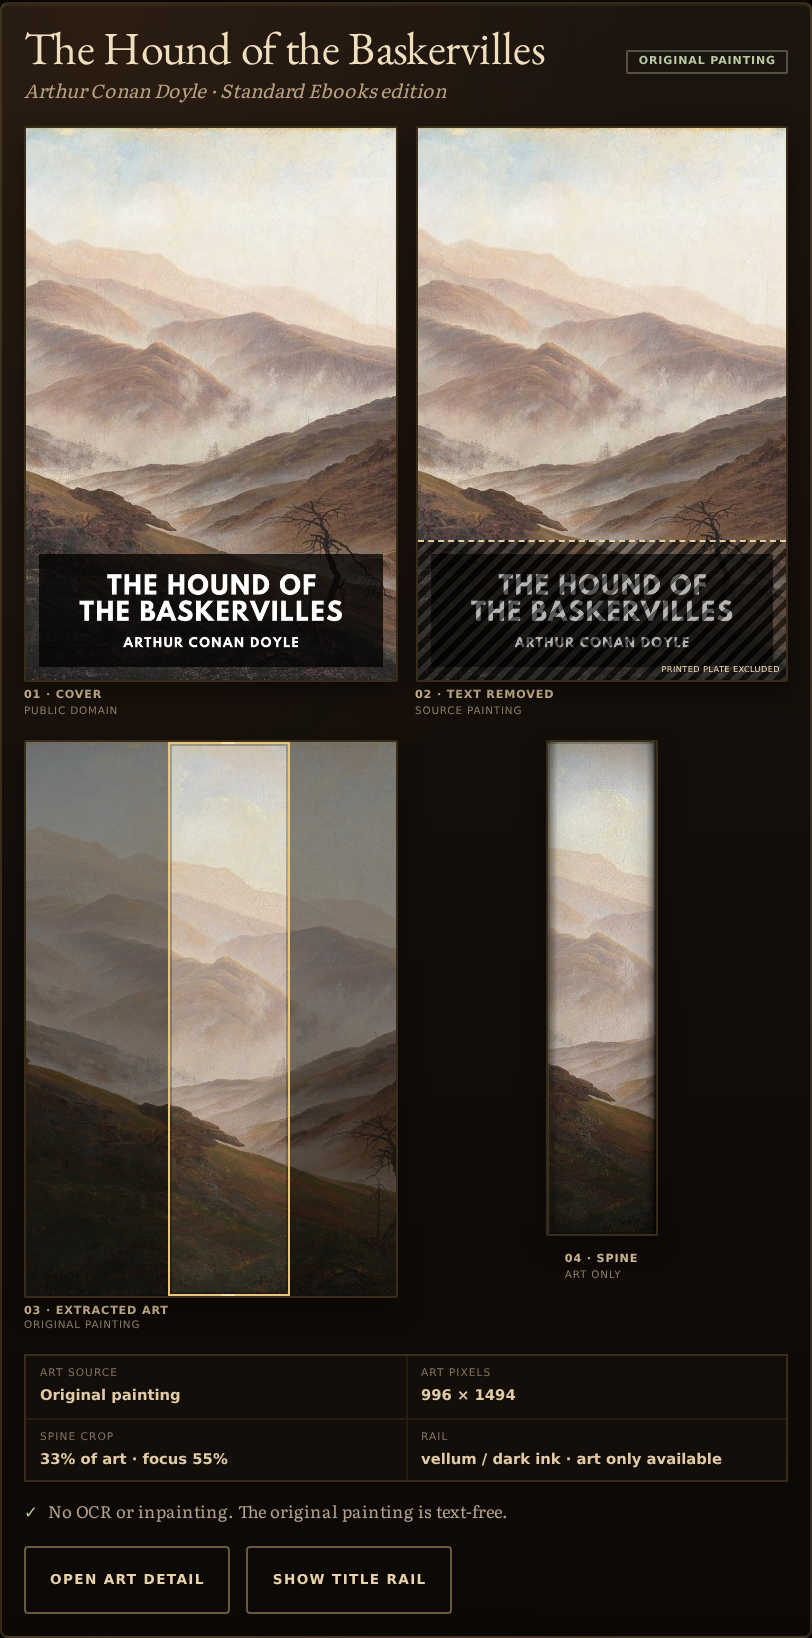 The Hound of the Baskervilles
ORIGINAL PAINTING
Arthur Conan Doyle · Standard Ebooks edition
THE HOUND OF
THE BASKERVILLES
ARTHUR CONAN DOYLE
THE HOUND OF
THE BASKERVILLES
ARTHUR CONAN DOYLE
PRINTED PLATE EXCLUDED
01 · COVER
PUBLIC DOMAIN
02 · TEXT REMOVED
SOURCE PAINTING
03 · EXTRACTED ART
ORIGINAL PAINTING
04 · SPINE
ART ONLY
ART SOURCE
Original painting
ART PIXELS
996 × 1494
SPINE CROP
33% of art · focus 55%
RAIL
vellum / dark ink · art only available
✓ No OCR or inpainting. The original painting is text-free.
OPEN ART DETAIL
SHOW TITLE RAIL